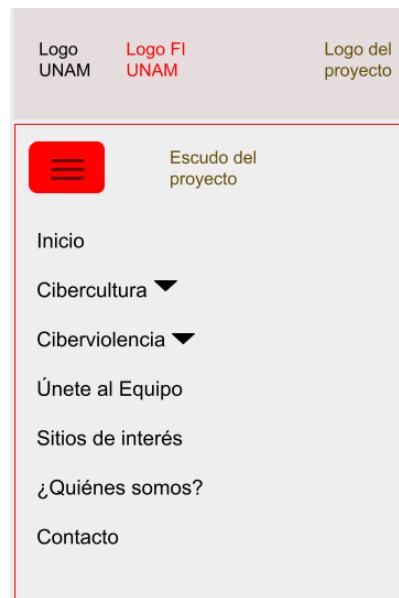 Logo
UNAM
Logo FI
UNAM
Logo del
proyecto
Escudo del
proyecto
Inicio
Cibercultura
Ciberviolencia
Únete al Equipo
Sitios de interés
¿Quiénes somos?
Contacto